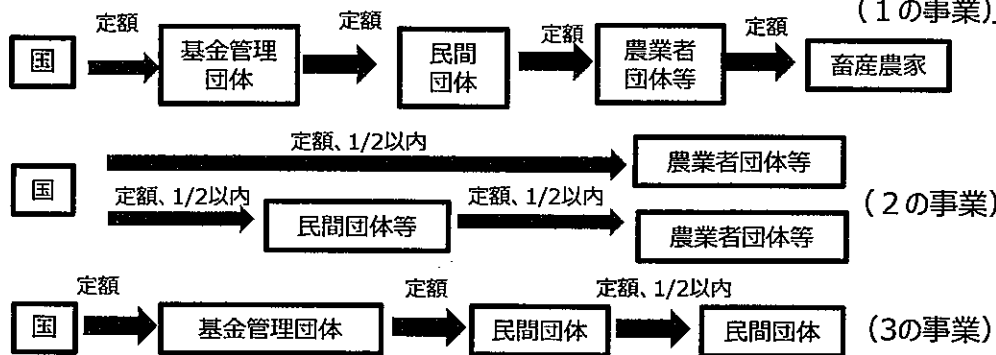 (１の事業)
定額
定額
定額
定額
国
基金管理
団体
民間
団体
農業者
団体等
畜産農家
定額、1/2以内
国
農業者団体等
定額、1/2以内
定額、1/2以内
(２の事業)
民間団体等
農業者団体等
定額
定額
定額、1/2以内
国
基金管理団体
民間団体
民間団体
(3の事業)